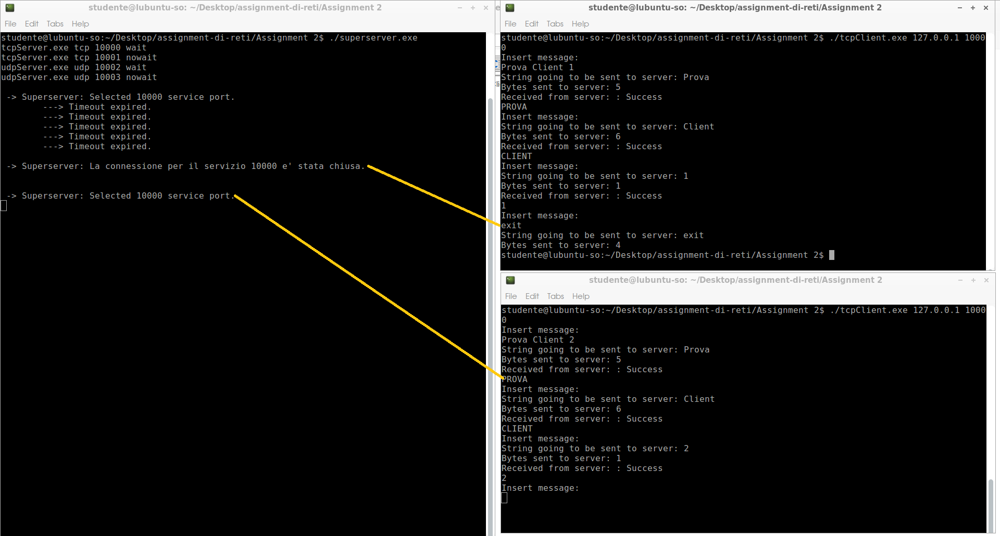 studente@lubuntu-so: ~/Desktop/assignment-di-reti/Assignment 2
File Edit Tabs Help
studente@lubuntu-so:~/Desktop/assignment-di-reti/Assignment 2$ ./superserver.exe
tcpServer.exe tcp 10000 wait
tcpServer.exe tcp 10001 nowait
udpServer.exe udp 10002 wait
udpServer.exe udp 10003 nowait
-> Superserver: Selected 10000 service port.
---> Timeout expired.
---> Timeout expired.
---> Timeout expired.
---> Timeout expired.
---> Timeout expired.
-> Superserver: La connessione per il servizio 10000 e' stata chiusa.
-> Superserver: Selected 10000 service port.
studente@lubuntu-so: ~/Desktop/assignment-di-reti/Assignment 2
File Edit Tabs Help
studente@lubuntu-so:~/Desktop/assignment-di-reti/Assignment 2$ ./tcpClient.exe 127.0.0.1 1000
0
Insert message:
Prova Client 1
String going to be sent to server: Prova
Bytes sent to server: 5
Received from server: : Success
PROVA
Insert message:
String going to be sent to server: Client
Bytes sent to server: 6
Received from server: : Success
CLIENT
Insert message:
String going to be sent to server: 1
Bytes sent to server: 1
Received from server: : Success
1
Insert message:
exit
String going to be sent to server: exit
Bytes sent to server: 4
studente@lubuntu-so:~/Desktop/assignment-di-reti/Assignment 2$
studente@lubuntu-so: ~/Desktop/assignment-di-reti/Assignment 2
File Edit Tabs Help
studente@lubuntu-so:~/Desktop/assignment-di-reti/Assignment 2$ ./tcpClient.exe 127.0.0.1 1000
0
Insert message:
Prova Client 2
String going to be sent to server: Prova
Bytes sent to server: 5
Received from server: : Success
PROVA
Insert message:
String going to be sent to server: Client
Bytes sent to server: 6
Received from server: : Success
CLIENT
Insert message:
String going to be sent to server: 2
Bytes sent to server: 1
Received from server: : Success
2
Insert message: